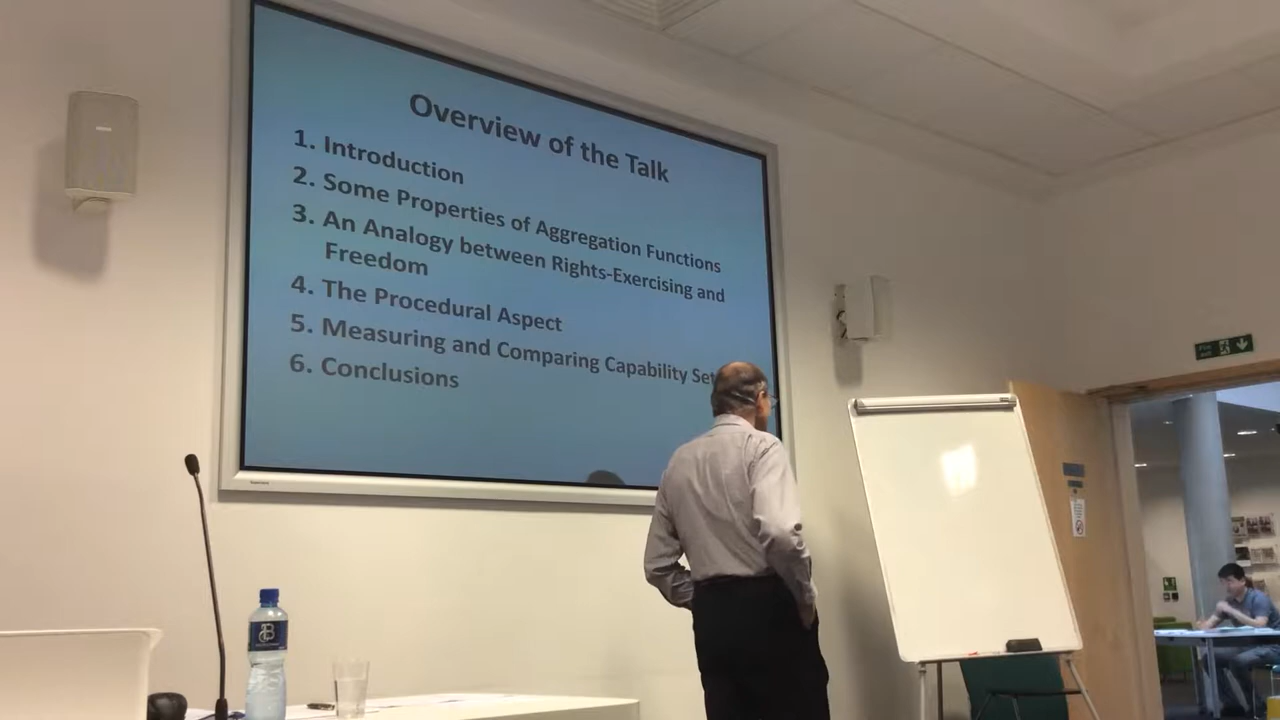 Overview of the Talk
1. Introduction
2. Some Properties of Aggregation Functions
3. An Analogy between Rights-Exercising and
Freedom
4. The Procedural Aspect
5. Measuring and Comparing Capability Set
6. Conclusions